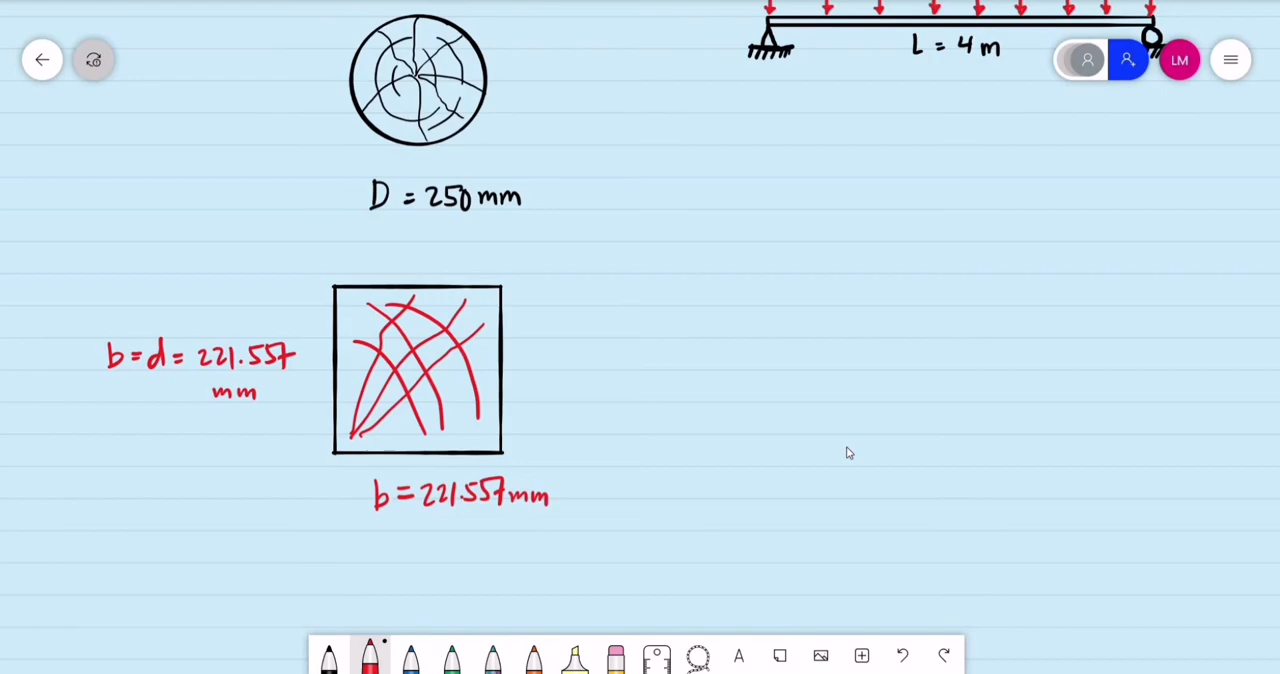 L = 4 m
LM
D = 250 mm
b = d = 221.557
mm
b = 221.557 mm
A